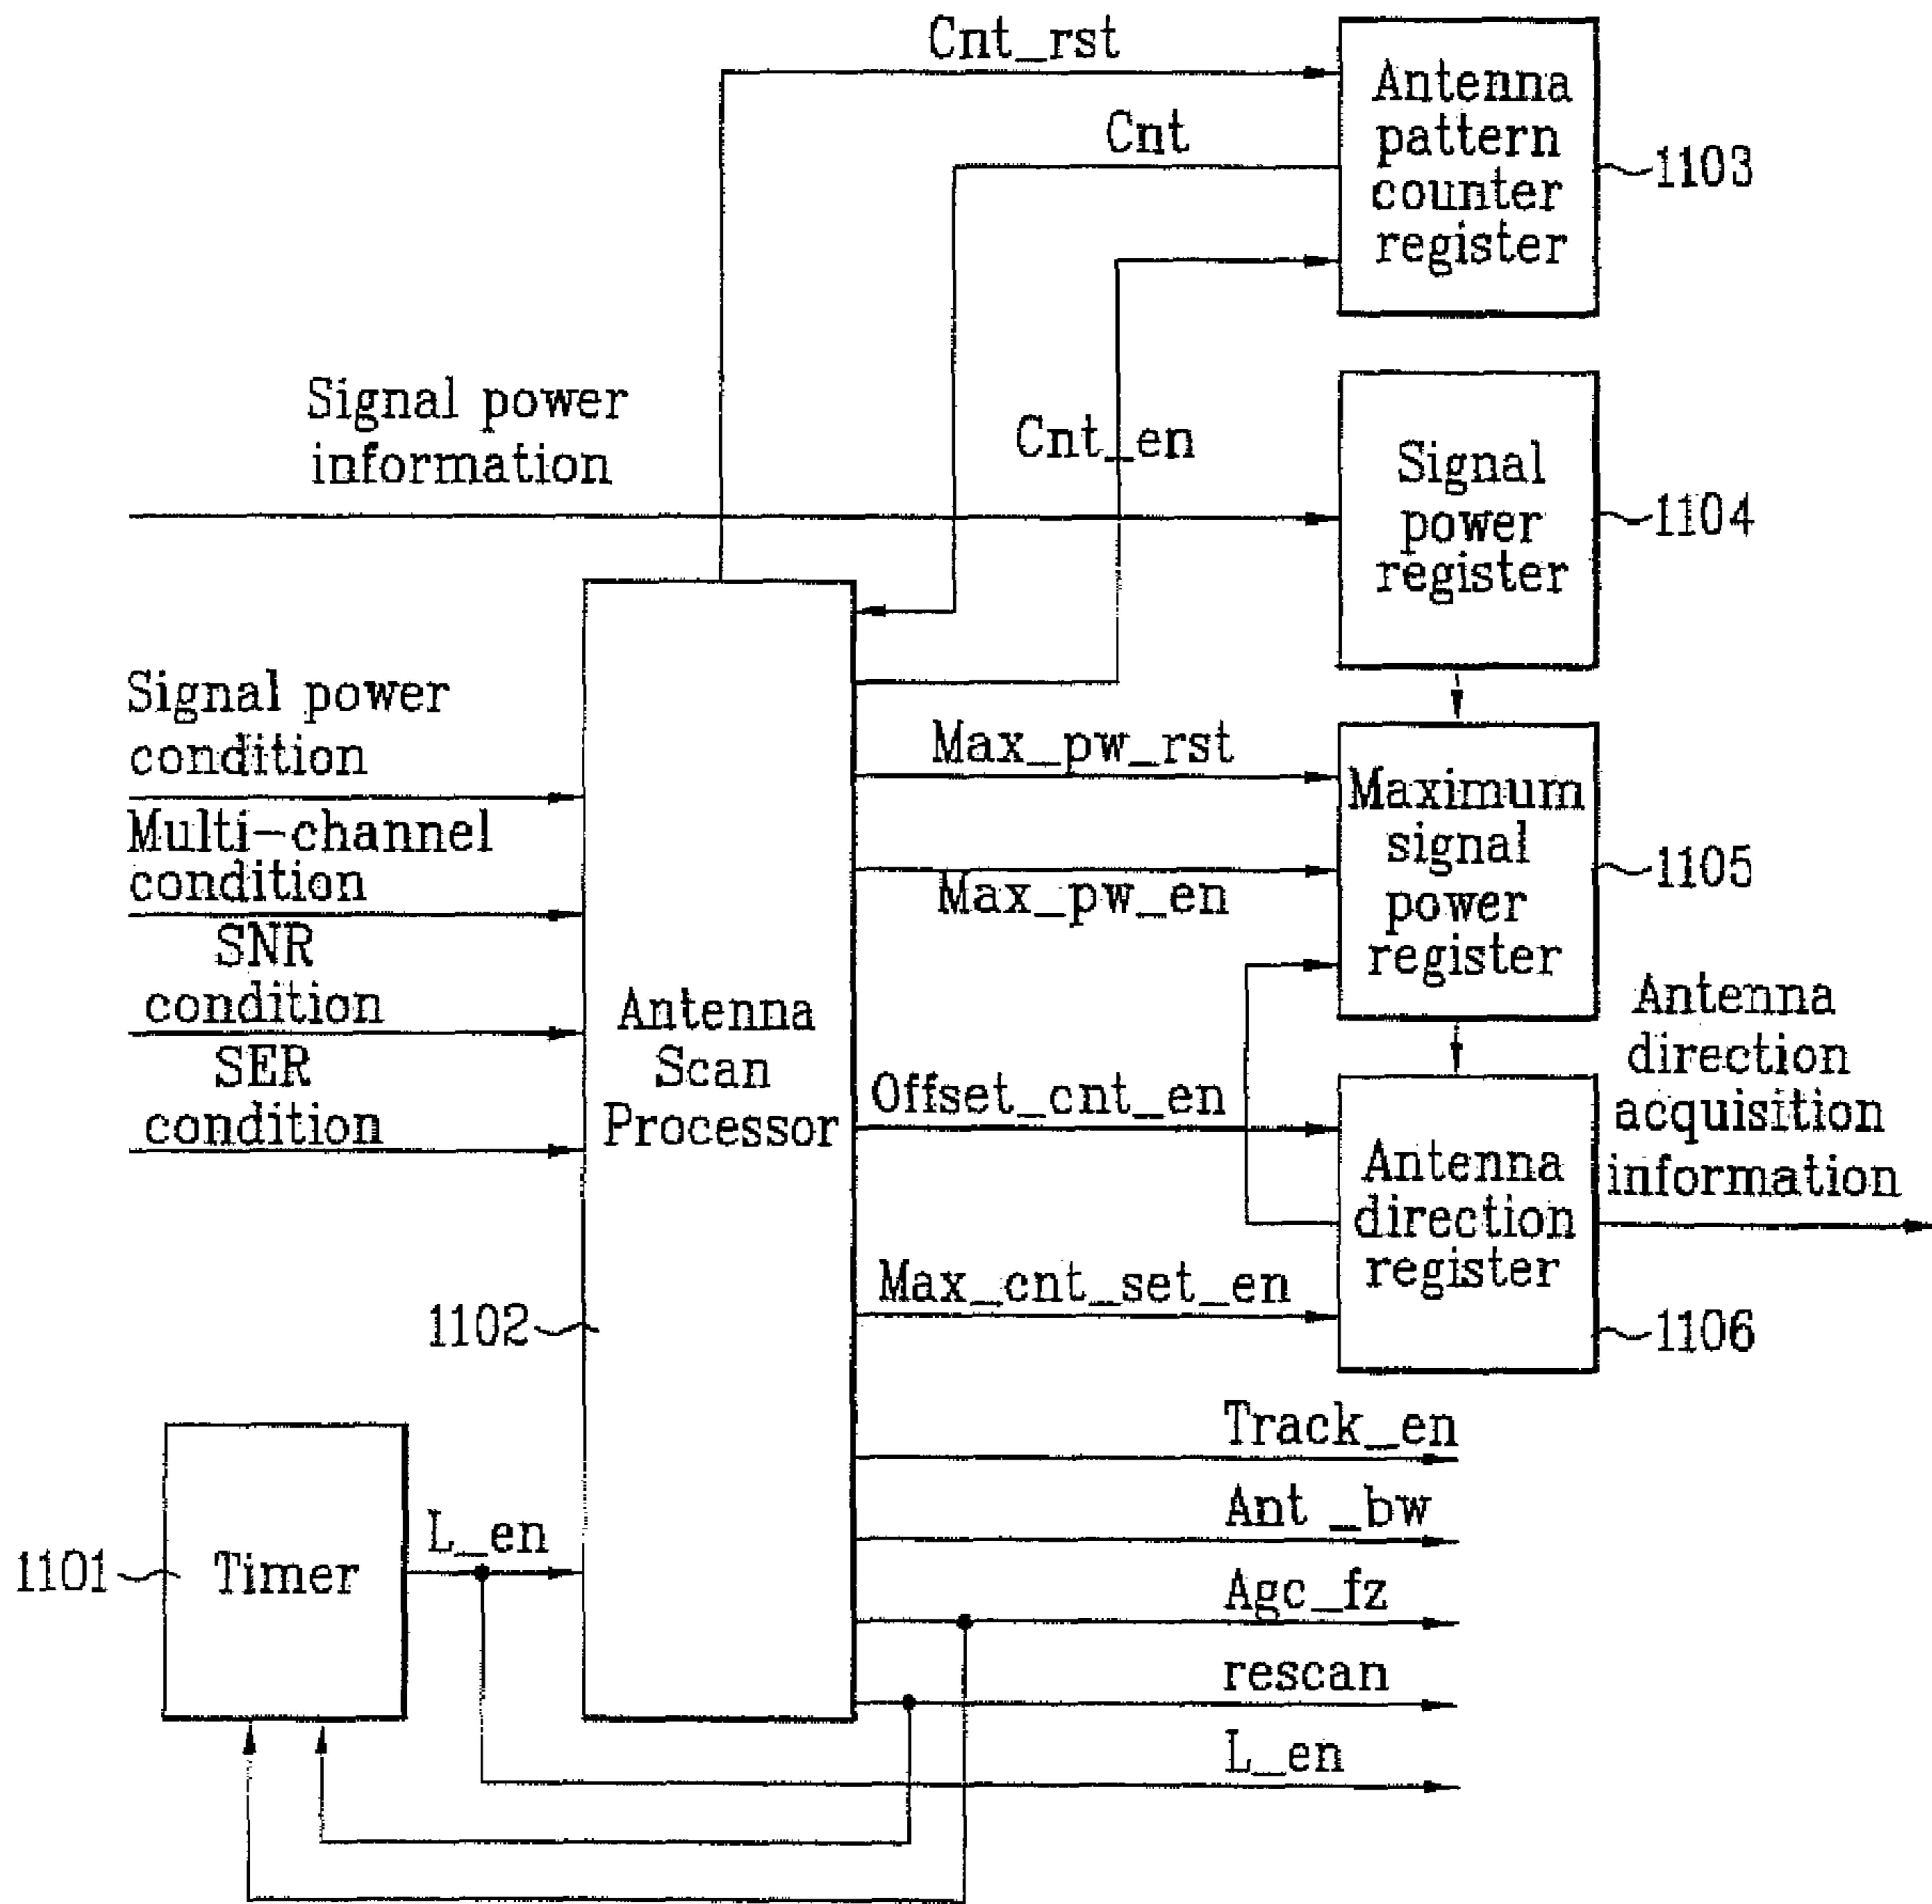 Cnt_rst
Antenna
pattern
counter
register
1103
Cnt
Signal power
information
Cnt_en
Signal
power
register
1104
Signal power
condition
Multi-channel
condition
SNR
condition
SER
condition
Antenna
Scan
Processor
1102
Max_pw_rst
Max_pw_en
Maximum
signal
power
register
1105
Offset_cnt_en
Max_cnt_set_en
Antenna
direction
register
1106
Antenna
direction
acquisition
information
Timer
1101
L_en
Track_en
Ant _bw
Agc_fz
rescan
L_en